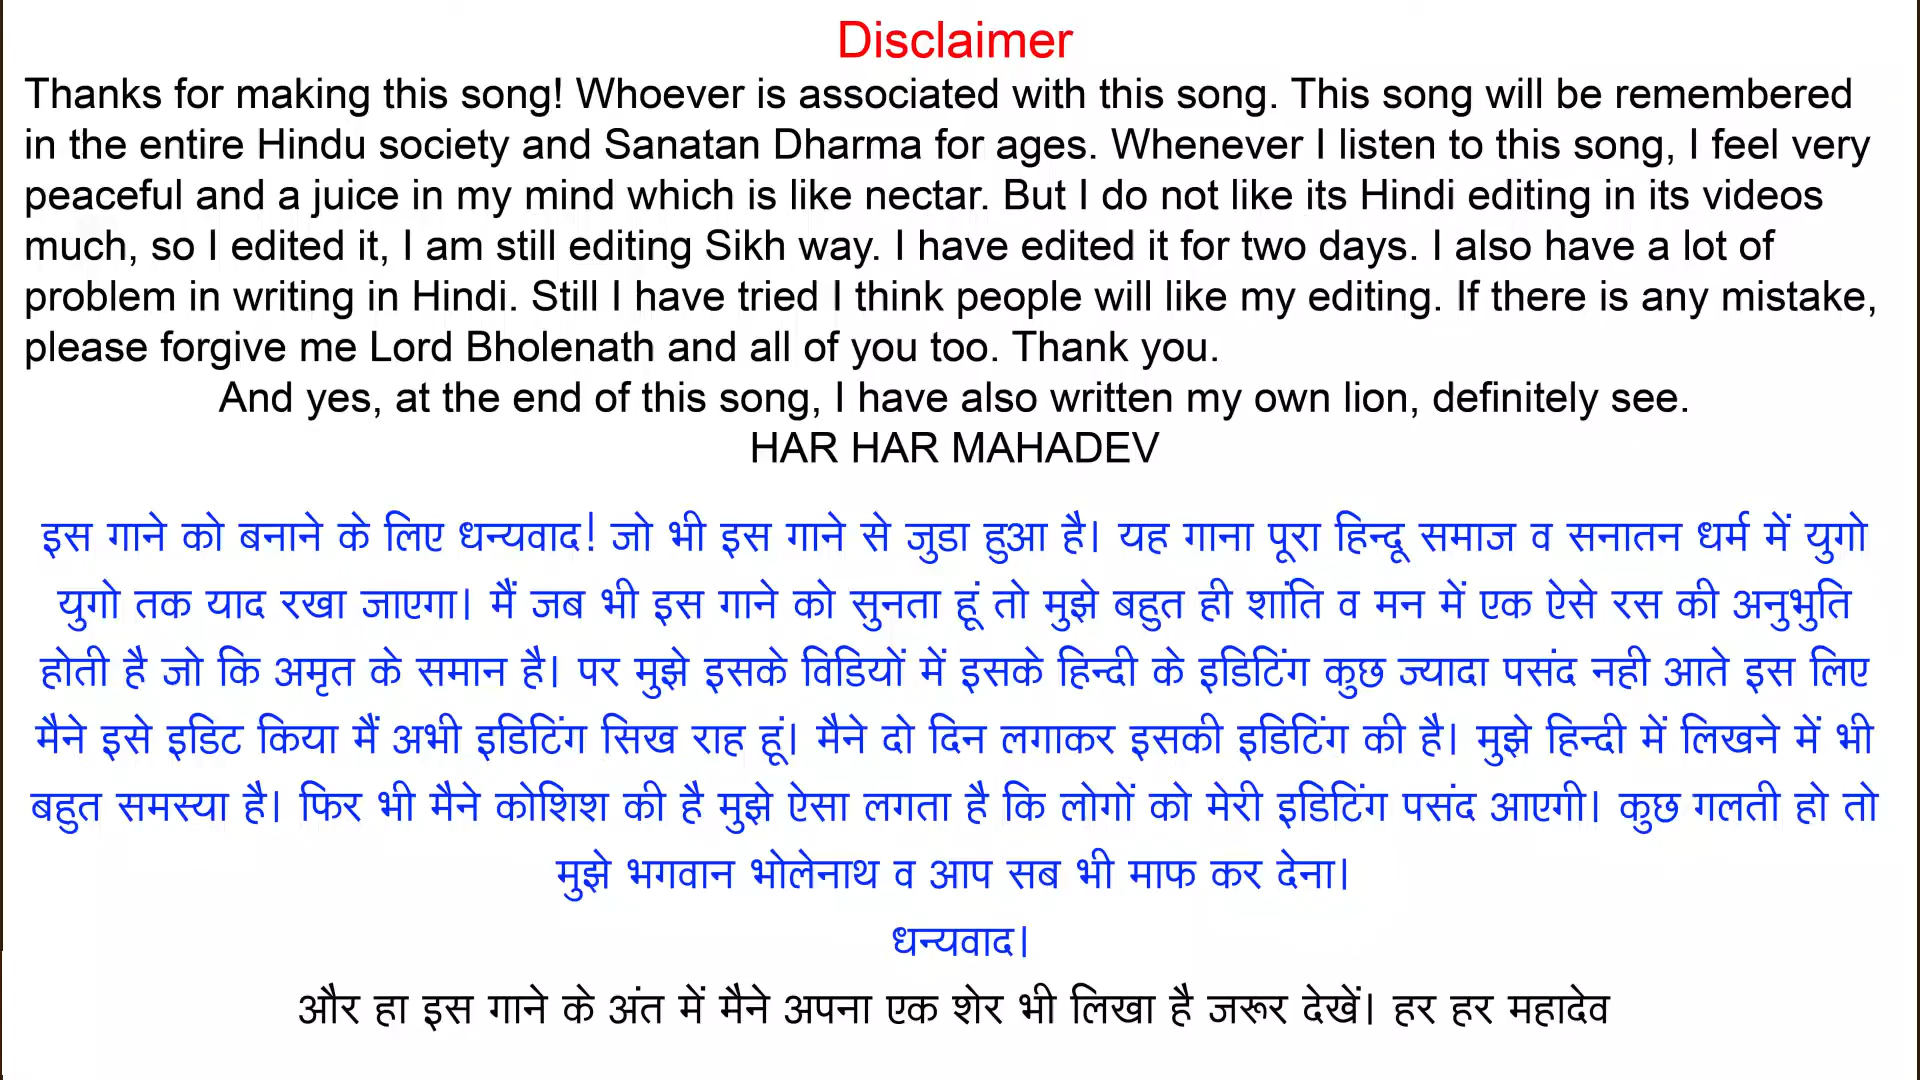 Disclaimer
Thanks for making this song! Whoever is associated with this song. This song will be remembered
in the entire Hindu society and Sanatan Dharma for ages. Whenever I listen to this song, I feel very
peaceful and a juice in my mind which is like nectar. But I do not like its Hindi editing in its videos
much, so I edited it, I am still editing Sikh way. I have edited it for two days. I also have a lot of
problem in writing in Hindi. Still I have tried I think people will like my editing. If there is any mistake,
please forgive me Lord Bholenath and all of you too. Thank you.
And yes, at the end of this song, I have also written my own lion, definitely see.
HAR HAR MAHADEV
इस गाने को बनाने के लिए धन्यवाद! जो भी इस गाने से जुडा हुआ है। यह गाना पूरा हिन्दू समाज व सनातन धर्म में युगो
युगो तक याद रखा जाएगा। मैं जब भी इस गाने को सुनता हूं तो मुझे बहुत ही शांति व मन में एक ऐसे रस की अनुभुति
होती है जो कि अमृत के समान है। पर मुझे इसके विडियों में इसके हिन्दी के इडिटिंग कुछ ज्यादा पसंद नही आते इस लिए
मैने इसे इडिट किया मैं अभी इडिटिंग सिख राह हूं। मैने दो दिन लगाकर इसकी इडिटिंग की है। मुझे हिन्दी में लिखने में भी
बहुत समस्या है। फिर भी मैने कोशिश की है मुझे ऐसा लगता है कि लोगों को मेरी इडिटिंग पसंद आएगी। कुछ गलती हो तो
मुझे भगवान भोलेनाथ व आप सब भी माफ कर देना।
धन्यवाद।
और हा इस गाने के अंत में मैने अपना एक शेर भी लिखा है जरूर देखें। हर हर महादेव